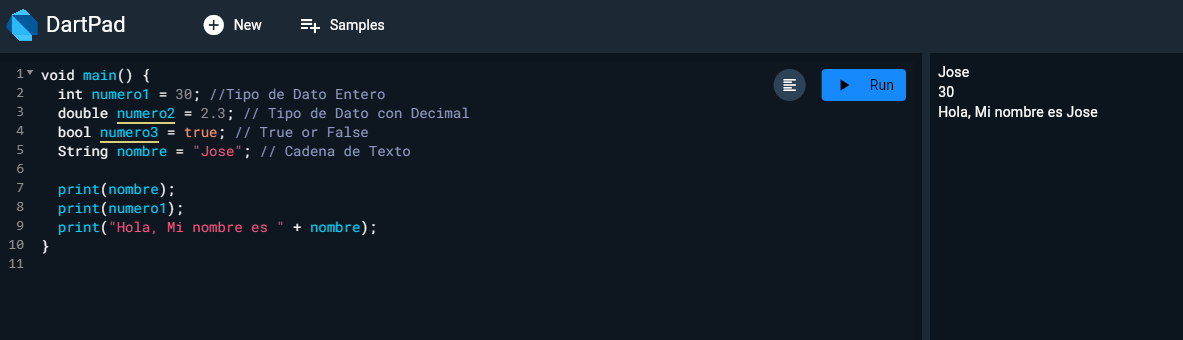 DartPad
New
Samples
1 void main() {
2 int numero1 = 30; //Tipo de Dato Entero
3 double numero2 = 2.3; // Tipo de Dato con Decimal
4 bool numero3 = true; // True or False
5 String nombre = "Jose"; // Cadena de Texto
6
7 print(nombre);
8 print(numero1);
9 print("Hola, Mi nombre es " + nombre);
10 }
11
Run
Jose
30
Hola, Mi nombre es Jose